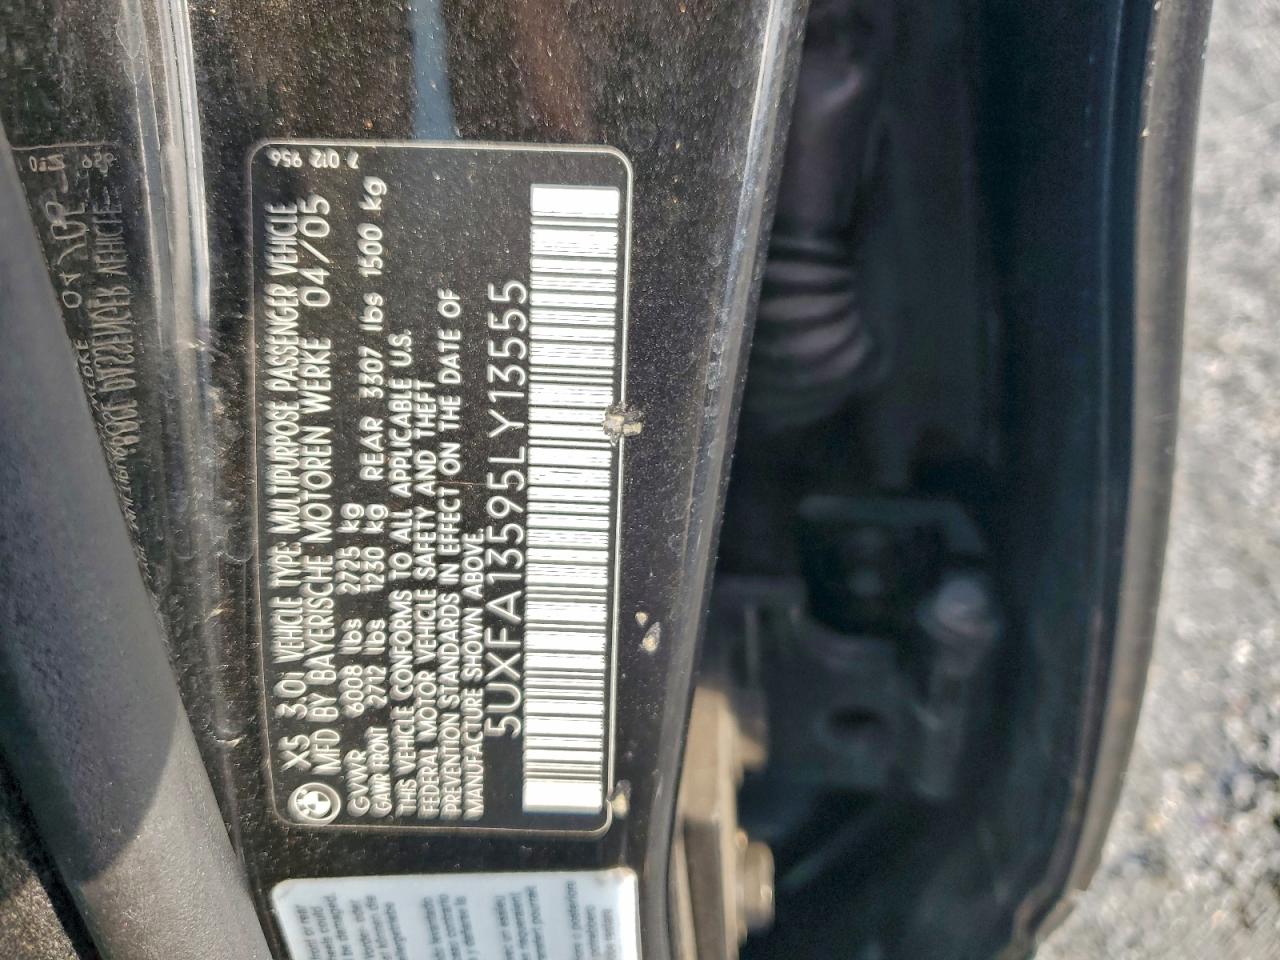 X5 3.0i VEHICLE TYPE: MULTIPURPOSE PASSENGER VEHICLE
MFD BY BAYERISCHE MOTOREN WERKE 04/05
GVWR 6008 lbs 2725 kg
GAWR FRONT 2712 lbs 1230 kg REAR 3307 lbs 1500 kg
THIS VEHICLE CONFORMS TO ALL APPLICABLE U.S.
FEDERAL MOTOR VEHICLE SAFETY AND THEFT
PREVENTION STANDARDS IN EFFECT ON THE DATE OF
MANUFACTURE SHOWN ABOVE.
5UXFA13595LY13555
7 012 956